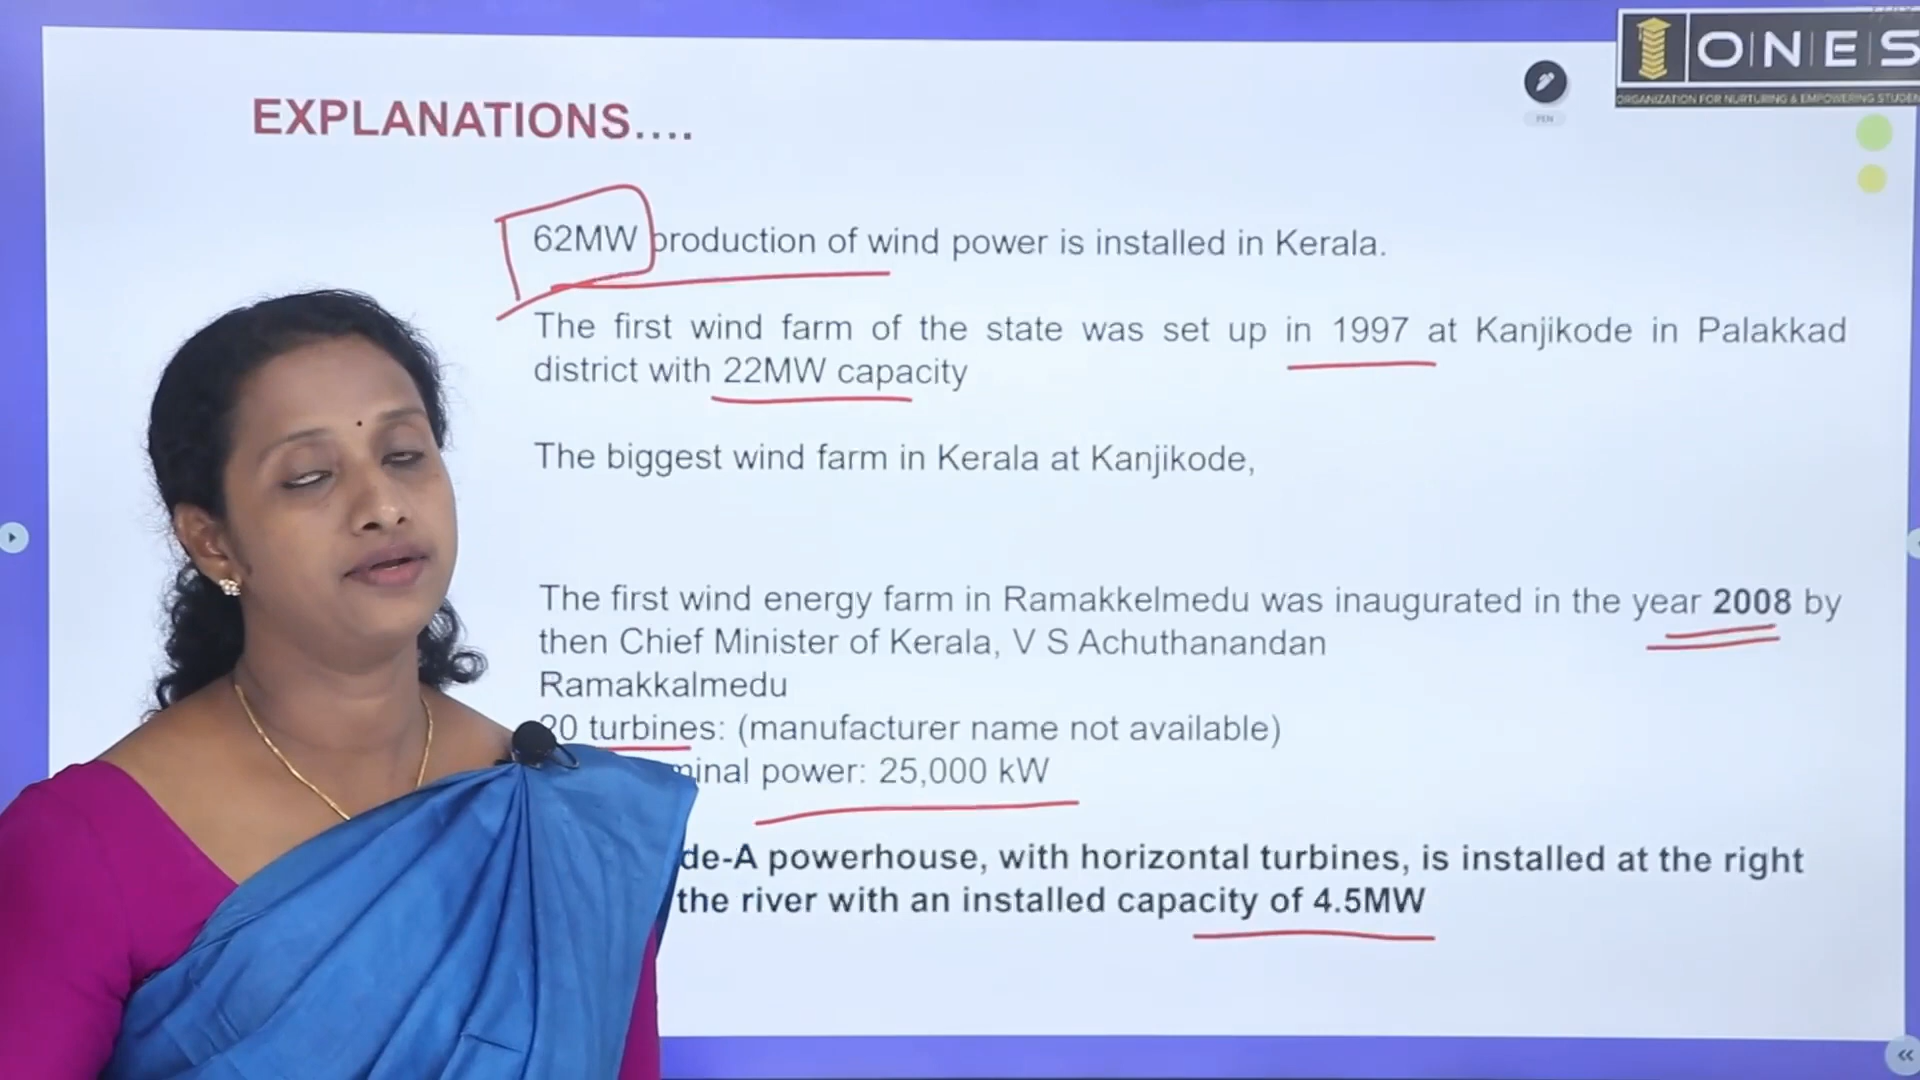 ONES
ORGANIZATION FOR NURTURING & EMPOWERING STUDEN
PEN
EXPLANATIONS....
62MW production of wind power is installed in Kerala.
The first wind farm of the state was set up in 1997 at Kanjikode in Palakkad
district with 22MW capacity
The biggest wind farm in Kerala at Kanjikode,
The first wind energy farm in Ramakkelmedu was inaugurated in the year 2008 by
then Chief Minister of Kerala, V S Achuthanandan
Ramakkalmedu
20 turbines: (manufacturer name not available)
minal power: 25,000 kW
de-A powerhouse, with horizontal turbines, is installed at the right
the river with an installed capacity of 4.5MW